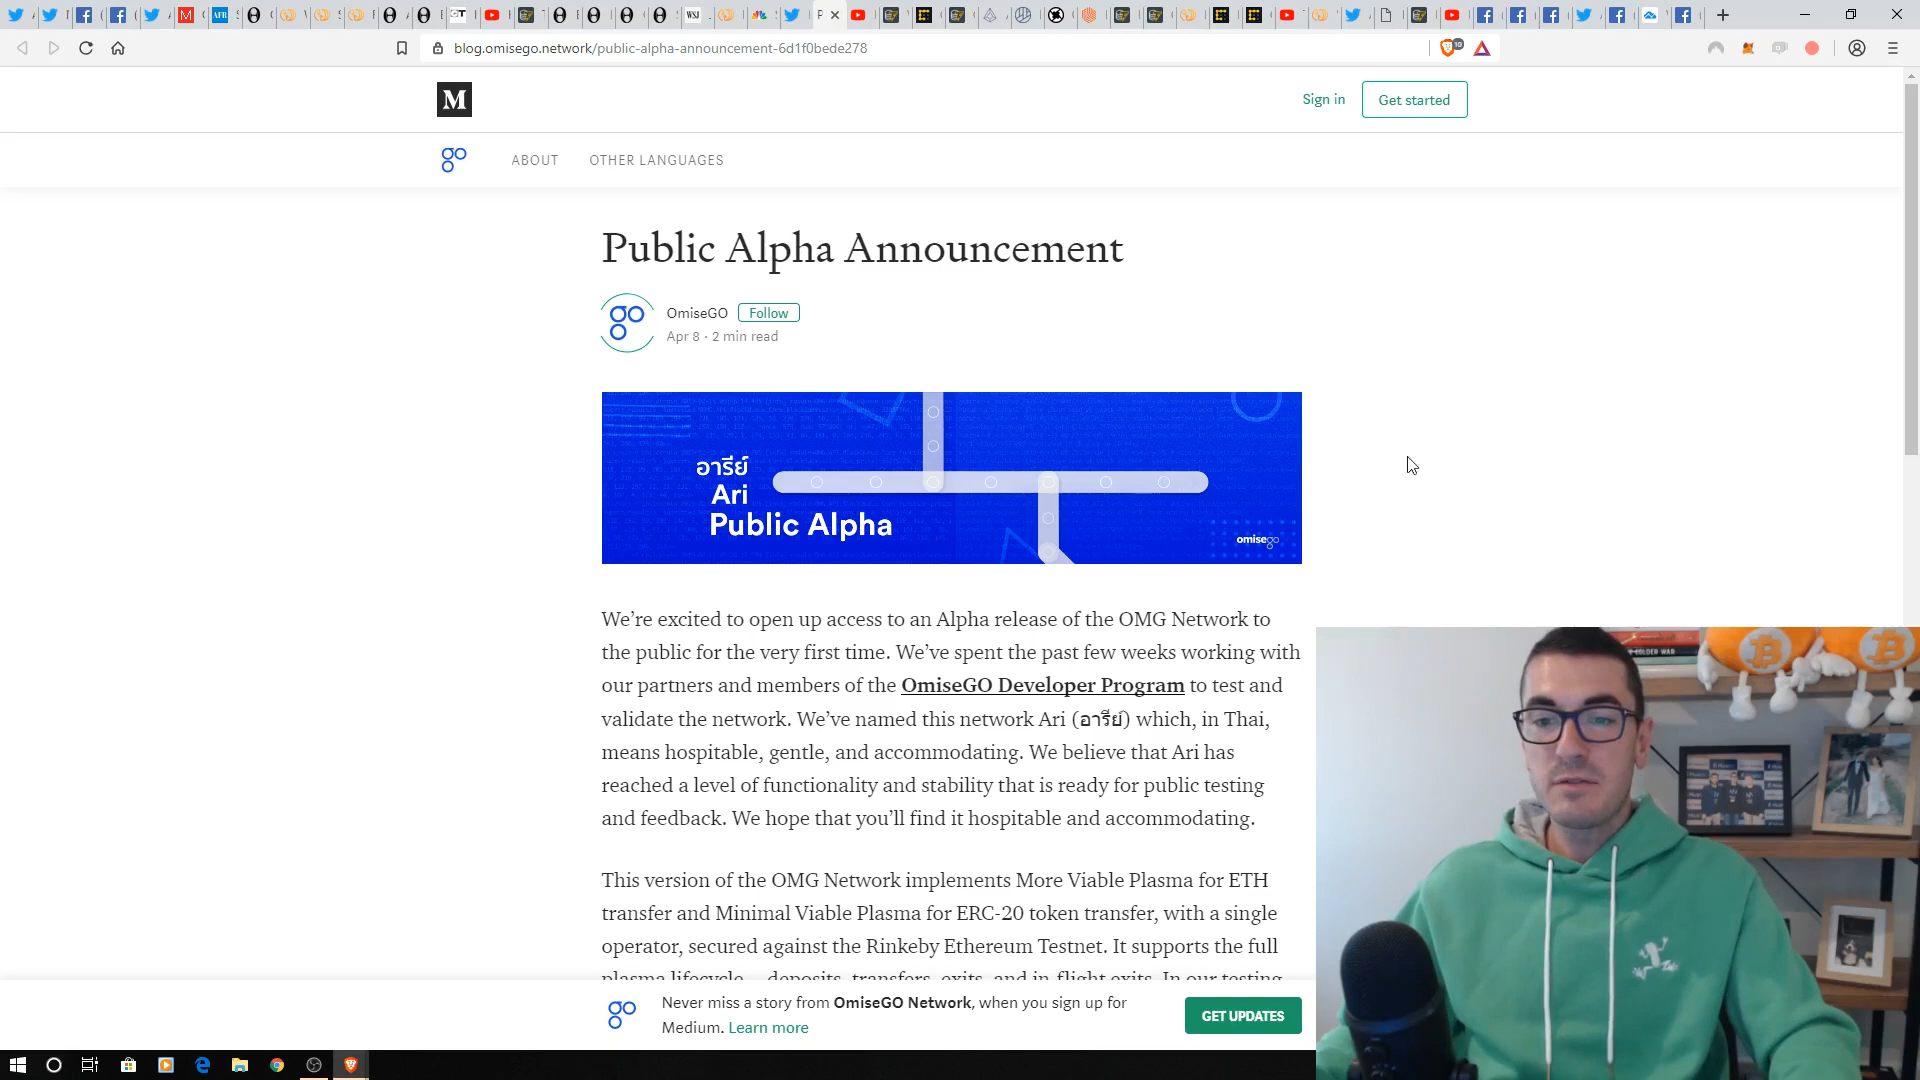 blog.omisego.network/public-alpha-announcement-6d1f0bede278
M
Sign in
Get started
ABOUT
OTHER LANGUAGES
Public Alpha Announcement
OmiseGO
Follow
Apr 8 · 2 min read
อารีย์
Ari
Public Alpha
omisego
We’re excited to open up access to an Alpha release of the OMG Network to
the public for the very first time. We’ve spent the past few weeks working with
our partners and members of the OmiseGO Developer Program to test and
validate the network. We’ve named this network Ari (อารีย์) which, in Thai,
means hospitable, gentle, and accommodating. We believe that Ari has
reached a level of functionality and stability that is ready for public testing
and feedback. We hope that you’ll find it hospitable and accommodating.
This version of the OMG Network implements More Viable Plasma for ETH
transfer and Minimal Viable Plasma for ERC-20 token transfer, with a single
operator, secured against the Rinkeby Ethereum Testnet. It supports the full
plasma lifecycle – deposits, transfers, exits, and in-flight exits. In our testing
Never miss a story from OmiseGO Network, when you sign up for
Medium. Learn more
GET UPDATES
COLDER WAR